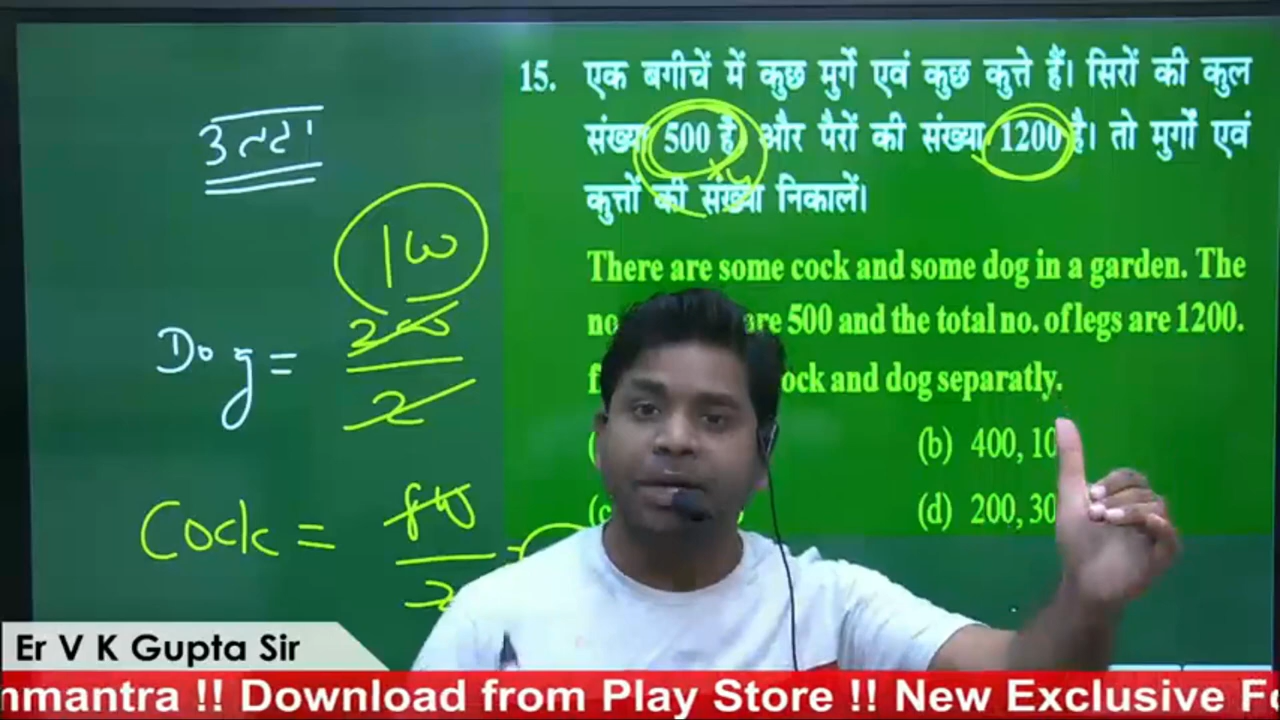 15. एक बगीचें में कुछ मुर्गे एवं कुछ कुत्ते हैं। सिरों की कुल
संख्या 500 है और पैरों की संख्या 1200 है। तो मुर्गों एवं
कुत्तों की संख्या निकालें।
There are some cock and some dog in a garden. The
are 500 and the total no. of legs are 1200.
ock and dog separatly.
(b) 400, 10
(d) 200, 30
उल्टा
100
Dog = 200
2
Cock = 800
2
×4
Er V K Gupta Sir
nmantra !! Download from Play Store !! New Exclusive F